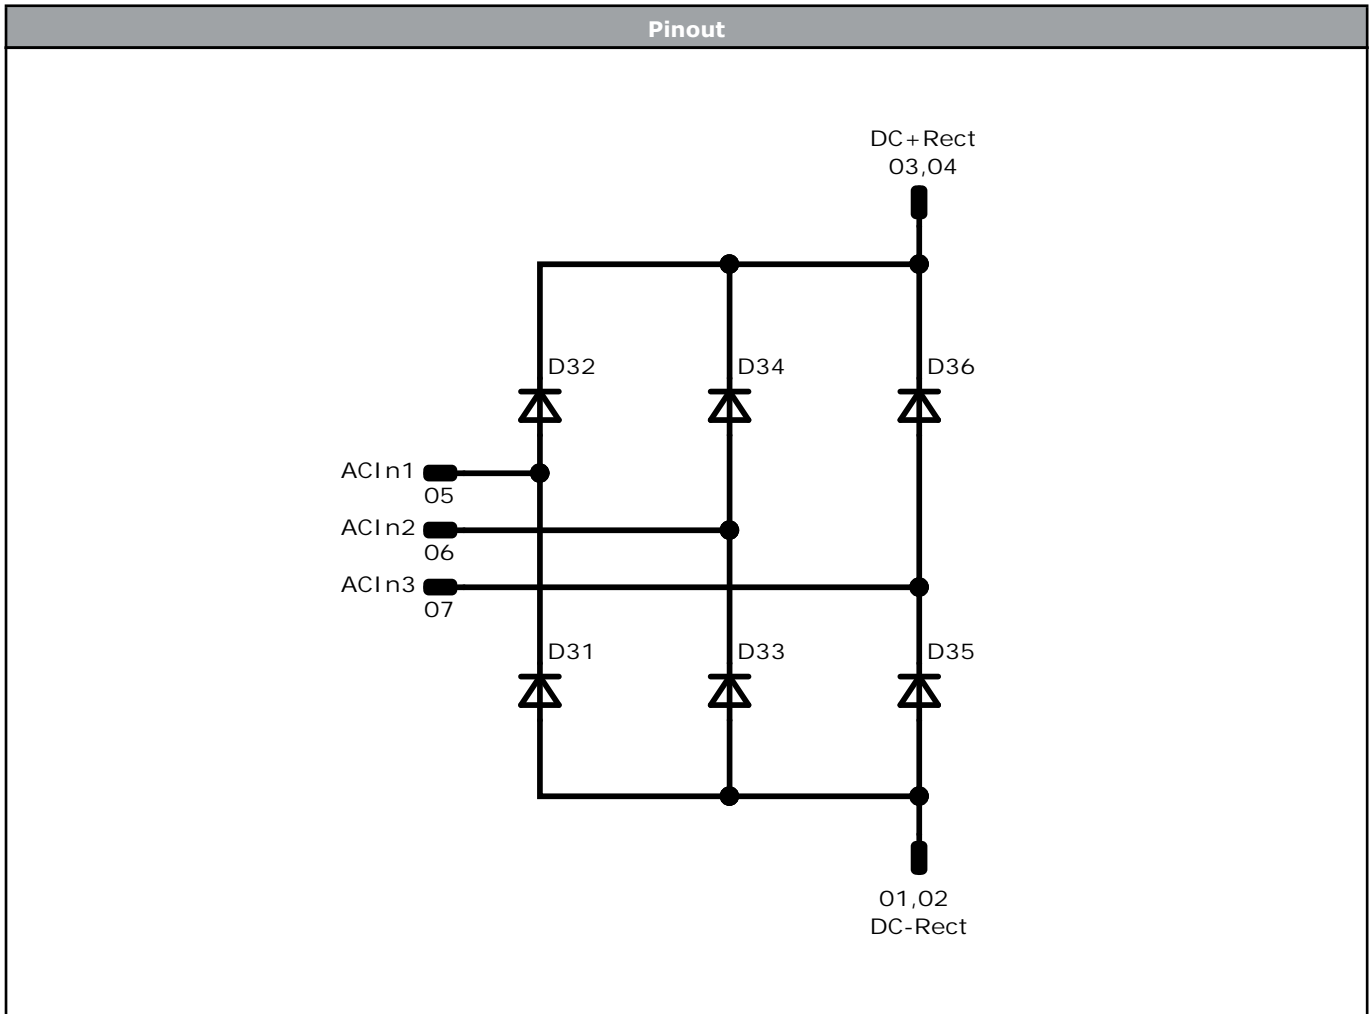 Pinout
DC+Rect
03,04
D32
D34
D36
ACIn1
05
ACIn2
06
ACIn3
07
D31
D33
D35
01,02
DC-Rect